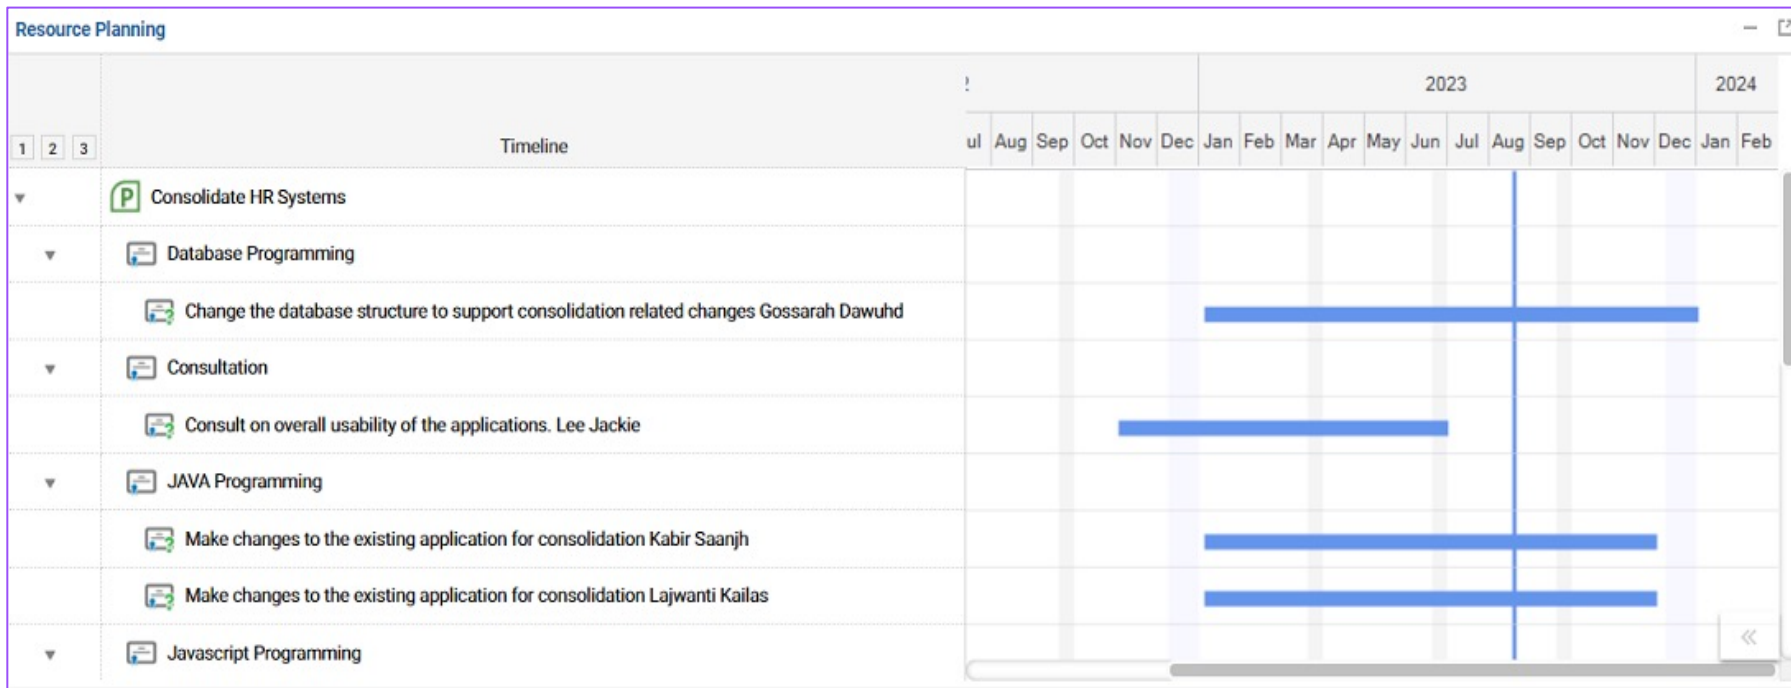 Resource Planning
2023 2024
1 2 3 Timeline ul Aug Sep Oct Nov Dec Jan Feb Mar Apr May Jun Jul Aug Sep Oct Nov Dec Jan Feb
P Consolidate HR Systems
Database Programming
Change the database structure to support consolidation related changes Gossarah Dawuhd
Consultation
Consult on overall usability of the applications. Lee Jackie
JAVA Programming
Make changes to the existing application for consolidation Kabir Saanjh
Make changes to the existing application for consolidation Lajwanti Kailas
Javascript Programming